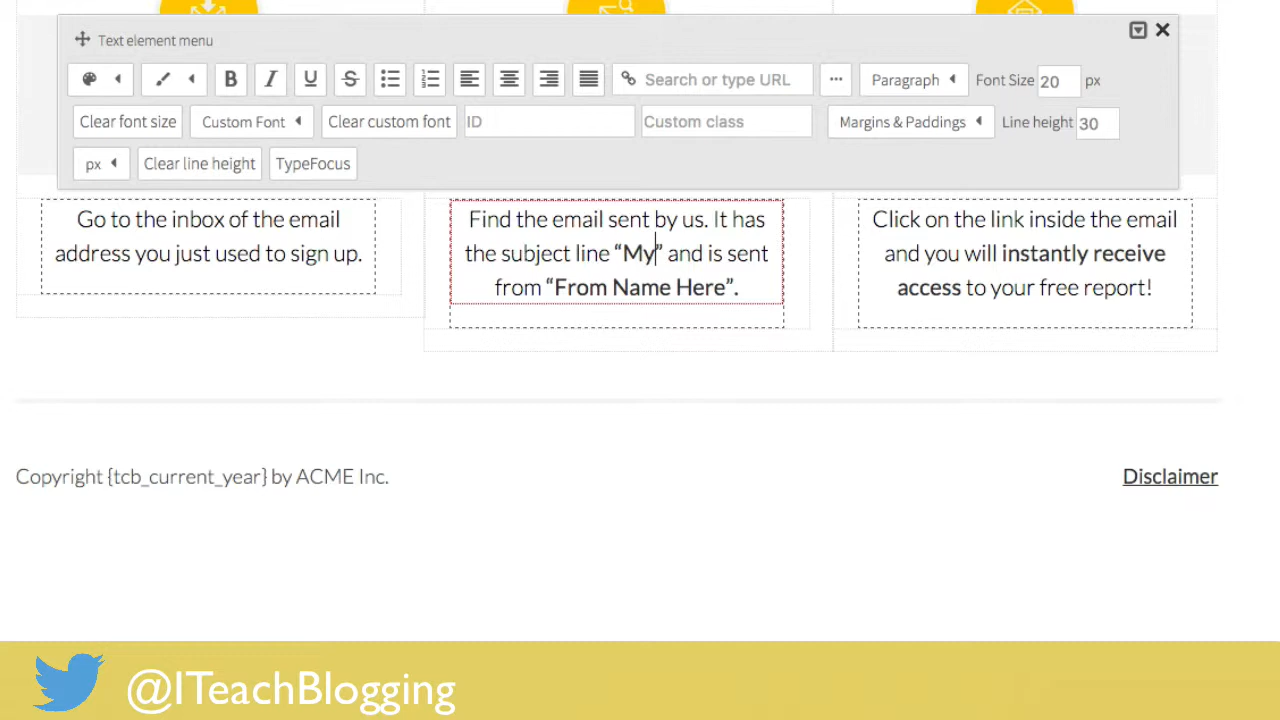 Text element menu
B I U S Search or type URL ... Paragraph Font Size 20 px
Clear font size Custom Font Clear custom font ID Custom class Margins & Paddings Line height 30
px Clear line height TypeFocus
Go to the inbox of the email
address you just used to sign up.
Find the email sent by us. It has
the subject line “My” and is sent
from “From Name Here”.
Click on the link inside the email
and you will instantly receive
access to your free report!
Copyright {tcb_current_year} by ACME Inc.
Disclaimer
@ITeachBlogging